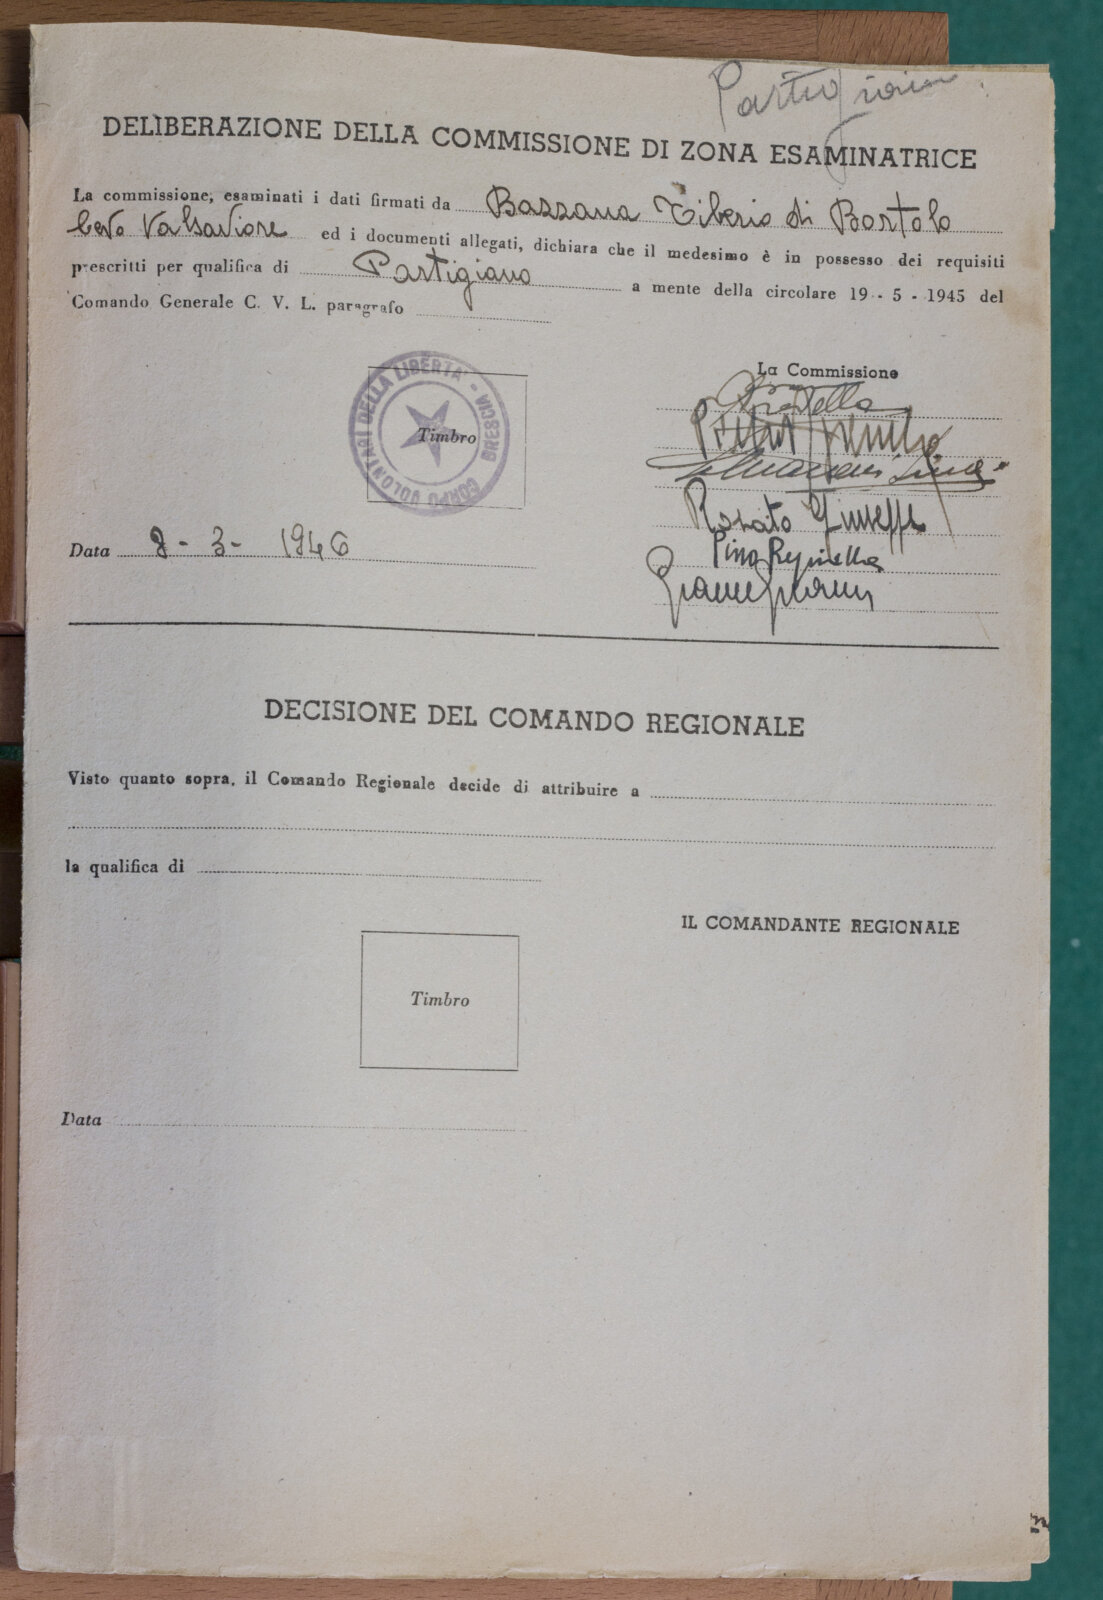 Partigiano
DELIBERAZIONE DELLA COMMISSIONE DI ZONA ESAMINATRICE
La commissione, esaminati i dati firmati da Bazzana Tiberio di Bortolo
Cevo Valsaviore ed i documenti allegati, dichiara che il medesimo è in possesso dei requisiti
prescritti per qualifica di Partigiano a mente della circolare 19 - 5 - 1945 del
Comando Generale C. V. L. paragrafo
La Commissione
CORPO VOLONTARI DELLA LIBERTA' - BRESCIA
Timbro
Rosato Giuseppe
Pino
Data 8 - 3 - 1946
DECISIONE DEL COMANDO REGIONALE
Visto quanto sopra, il Comando Regionale decide di attribuire a
la qualifica di
IL COMANDANTE REGIONALE
Timbro
Data